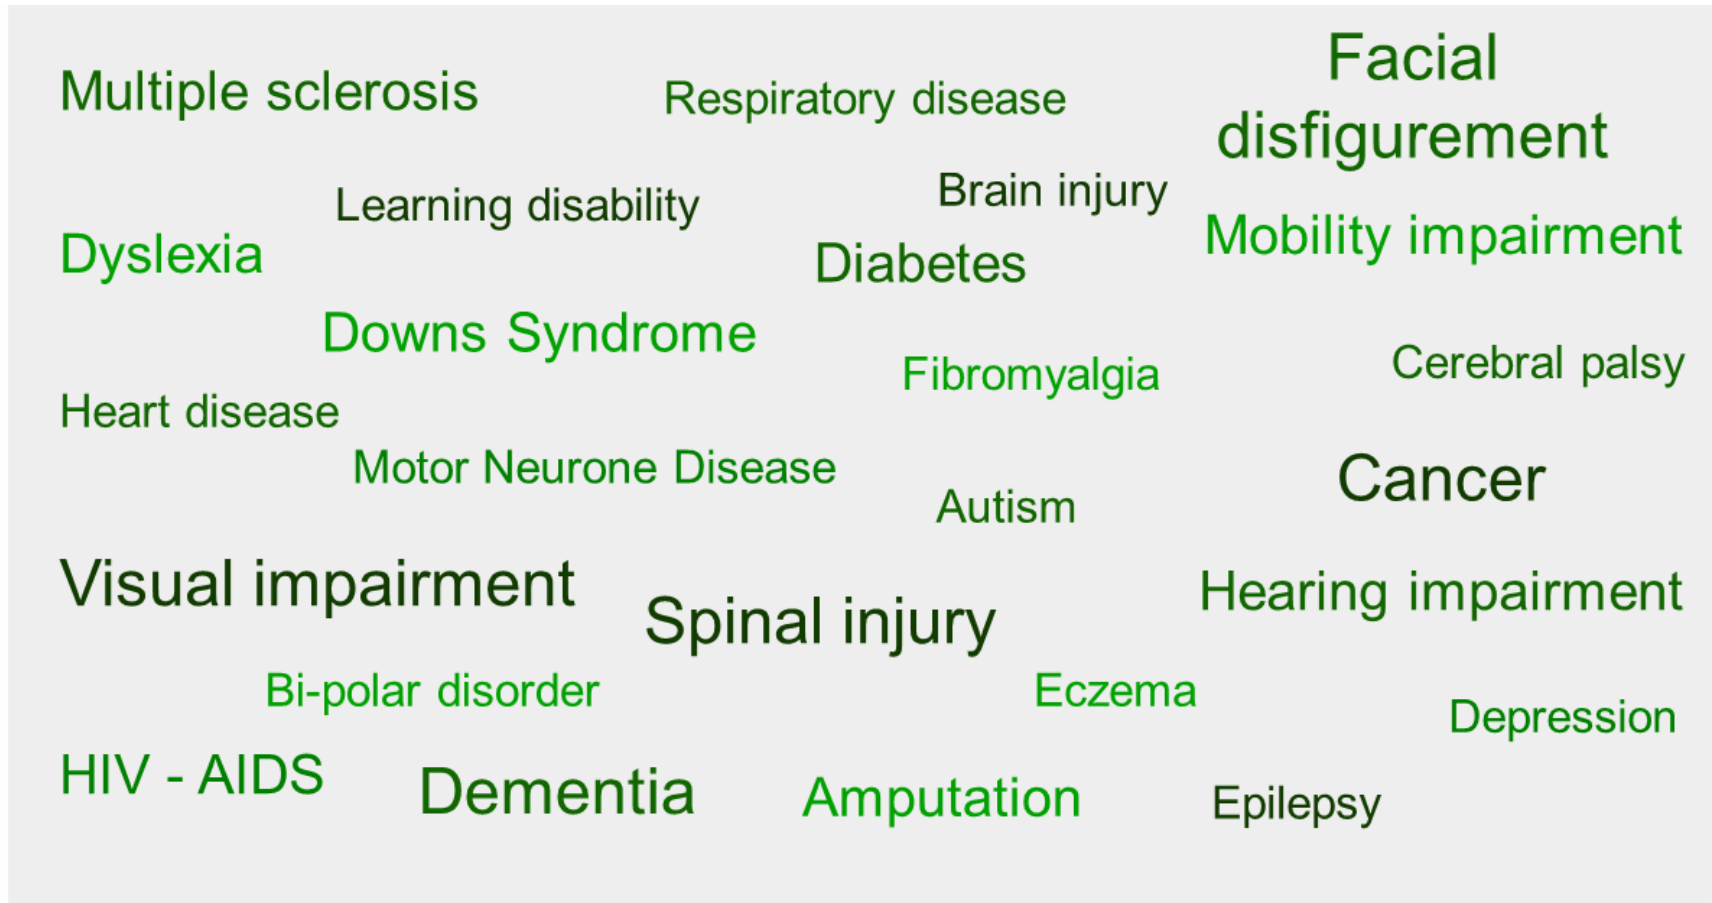 Multiple sclerosis
Respiratory disease
Facial
disfigurement
Learning disability
Brain injury
Dyslexia
Diabetes
Mobility impairment
Downs Syndrome
Fibromyalgia
Cerebral palsy
Heart disease
Motor Neurone Disease
Autism
Cancer
Visual impairment
Spinal injury
Hearing impairment
Bi-polar disorder
Eczema
Depression
HIV - AIDS
Dementia
Amputation
Epilepsy